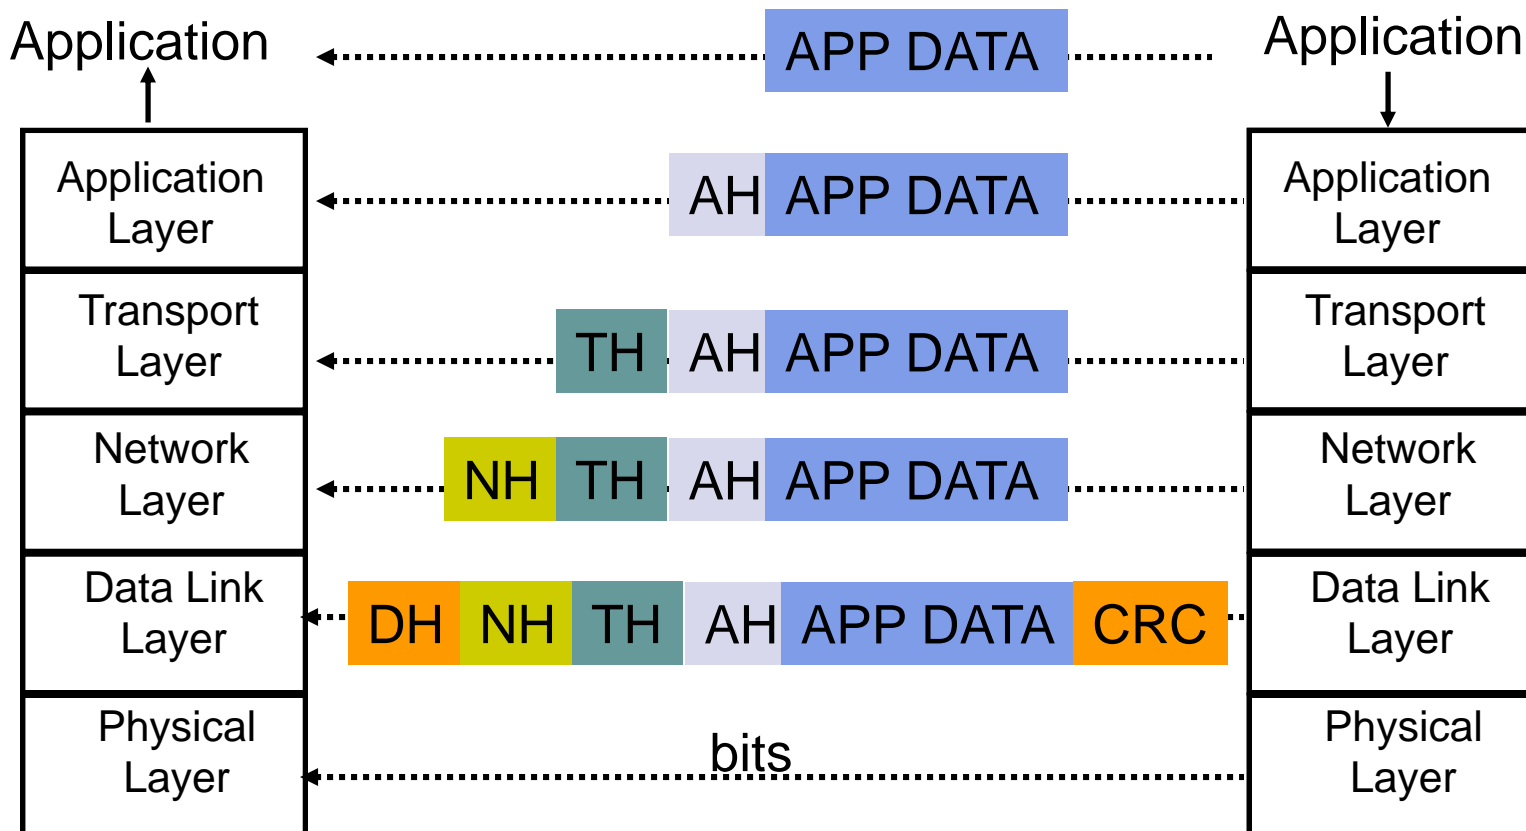 Application
APP DATA
Application
Application
Layer
AH APP DATA
Application
Layer
Transport
Layer
TH AH APP DATA
Transport
Layer
Network
Layer
NH TH AH APP DATA
Network
Layer
Data Link
Layer
DH NH TH AH APP DATA CRC
Data Link
Layer
Physical
Layer
bits
Physical
Layer